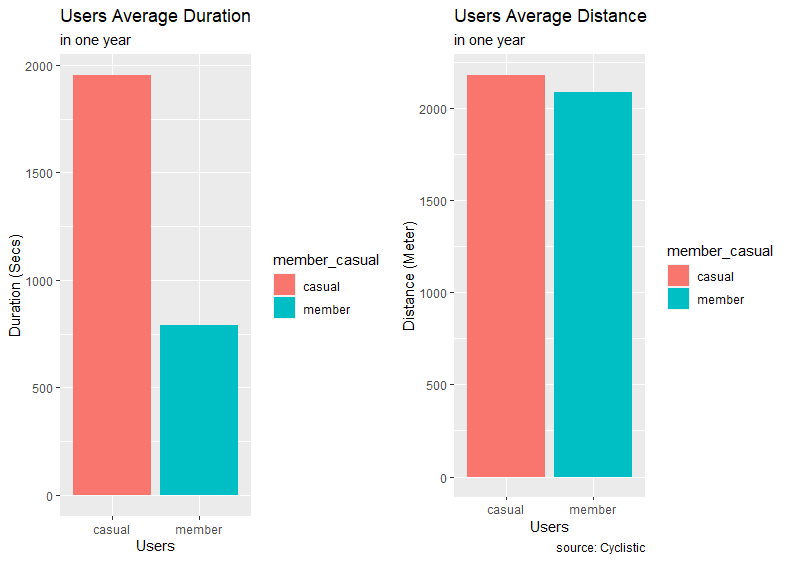 Users Average Duration
in one year
2000
1500
1000
500
0
Duration (Secs)
casual
member
Users
member_casual
casual
member
Users Average Distance
in one year
2000
1500
1000
500
0
Distance (Meter)
casual
member
Users
member_casual
casual
member
source: Cyclistic